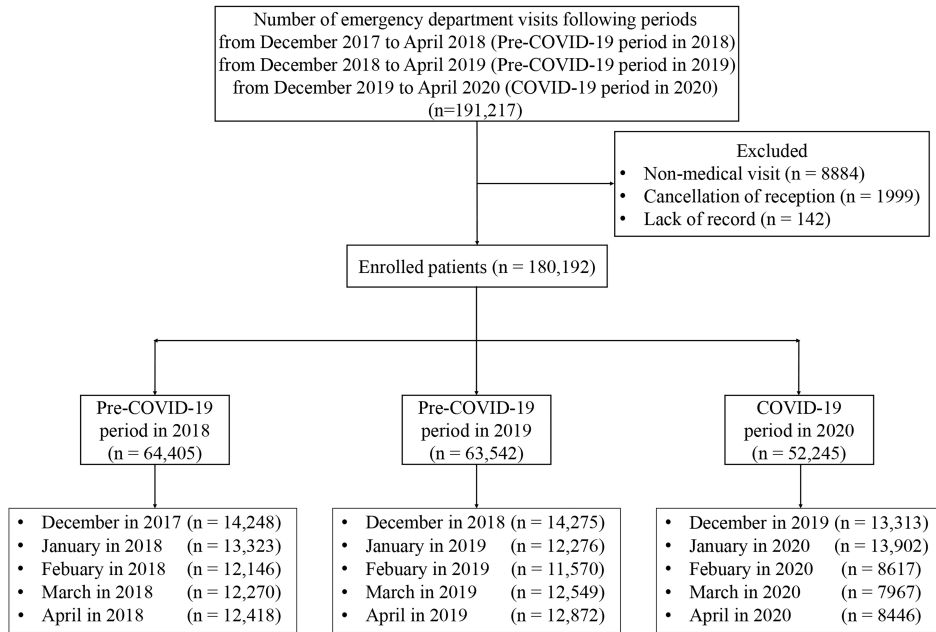 Number of emergency department visits following periods
from December 2017 to April 2018 (Pre-COVID-19 period in 2018)
from December 2018 to April 2019 (Pre-COVID-19 period in 2019)
from December 2019 to April 2020 (COVID-19 period in 2020)
(n=191,217)
Excluded
• Non-medical visit (n = 8884)
• Cancellation of reception (n = 1999)
• Lack of record (n = 142)
Enrolled patients (n = 180,192)
Pre-COVID-19
period in 2018
(n = 64,405)
Pre-COVID-19
period in 2019
(n = 63,542)
COVID-19
period in 2020
(n = 52,245)
• December in 2017 (n = 14,248)
• January in 2018 (n = 13,323)
• Febuary in 2018 (n = 12,146)
• March in 2018 (n = 12,270)
• April in 2018 (n = 12,418)
• December in 2018 (n = 14,275)
• January in 2019 (n = 12,276)
• Febuary in 2019 (n = 11,570)
• March in 2019 (n = 12,549)
• April in 2019 (n = 12,872)
• December in 2019 (n = 13,313)
• January in 2020 (n = 13,902)
• Febuary in 2020 (n = 8617)
• March in 2020 (n = 7967)
• April in 2020 (n = 8446)